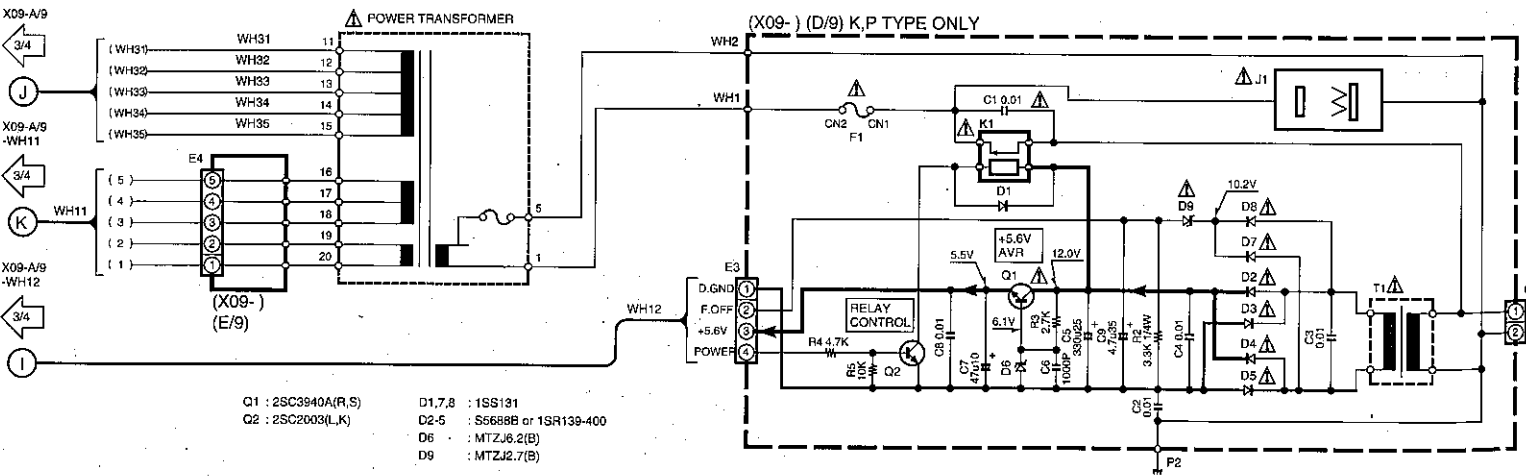 X09-A/9
3/4
J
X09-A/9
-WH11
3/4
K
X09-A/9
-WH12
3/4
I
(WH31)
(WH32)
(WH33)
(WH34)
(WH35)
WH31
WH32
WH33
WH34
WH35
11
12
13
14
15
POWER TRANSFORMER
WH11
( 5 )
( 4 )
( 3 )
( 2 )
( 1 )
E4
5
4
3
2
1
16
17
18
19
20
(X09- )
(E/9)
5
1
WH12
(X09- ) (D/9) K,P TYPE ONLY
WH2
WH1
CN2
CN1
F1
C1 0.01
K1
D1
J1
D9
10.2V
D8
D7
D2
D3
D4
D5
+5.6V
AVR
5.5V
Q1
12.0V
6.1V
E3
D.GND
1
F.OFF
2
+5.6V
3
POWER
4
RELAY
CONTROL
R4 4.7K
R5
10K
Q2
C8 0.01
C7
47u10
D6
C6
1000P
R3
2.7K
C5
330u25
C9
4.7u35
R2
3.3K 1/4W
C4 0.01
C2
0.01
C3
0.01
T1
1
2
P2
Q1 : 2SC3940A(R,S)
Q2 : 2SC2003(L,K)
D1,7,8 : 1SS131
D2-5 : S5688B or 1SR139-400
D6 : MTZJ6.2(B)
D9 : MTZJ2.7(B)